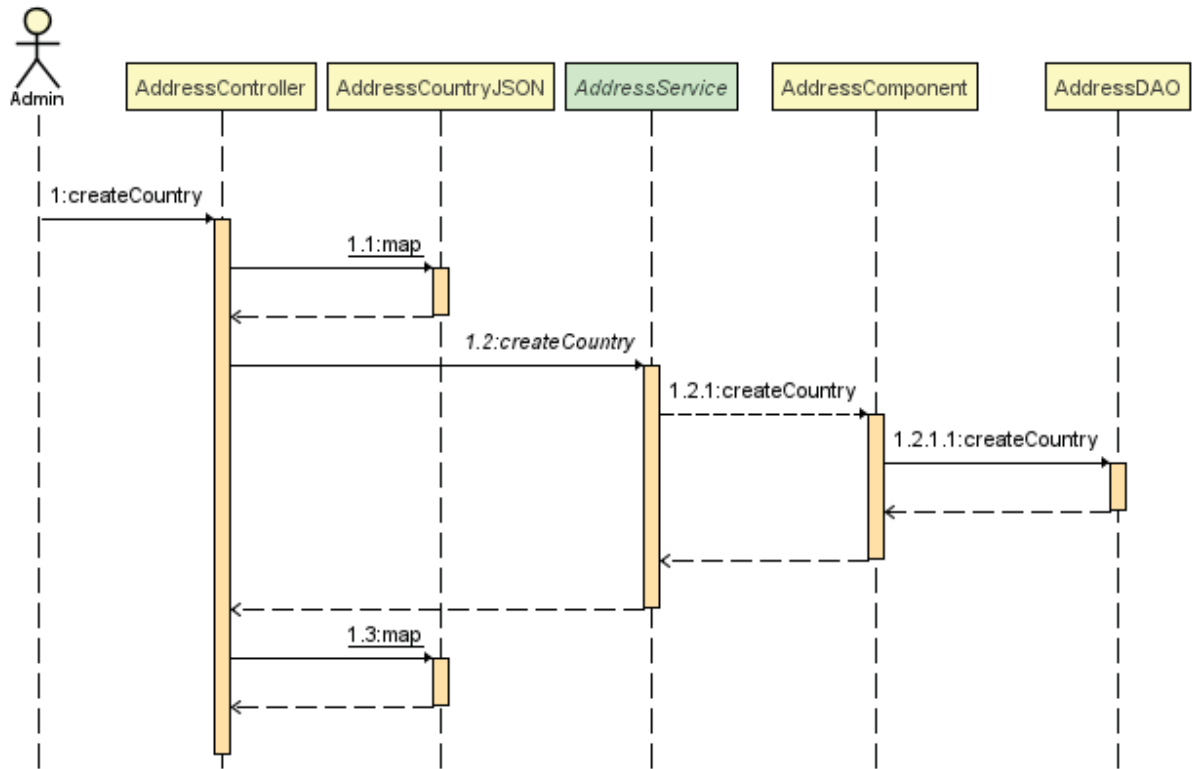 Admin
AddressController
AddressCountryJSON
AddressService
AddressComponent
AddressDAO
1:createCountry
1.1:map
1.2:createCountry
1.2.1:createCountry
1.2.1.1:createCountry
1.3:map